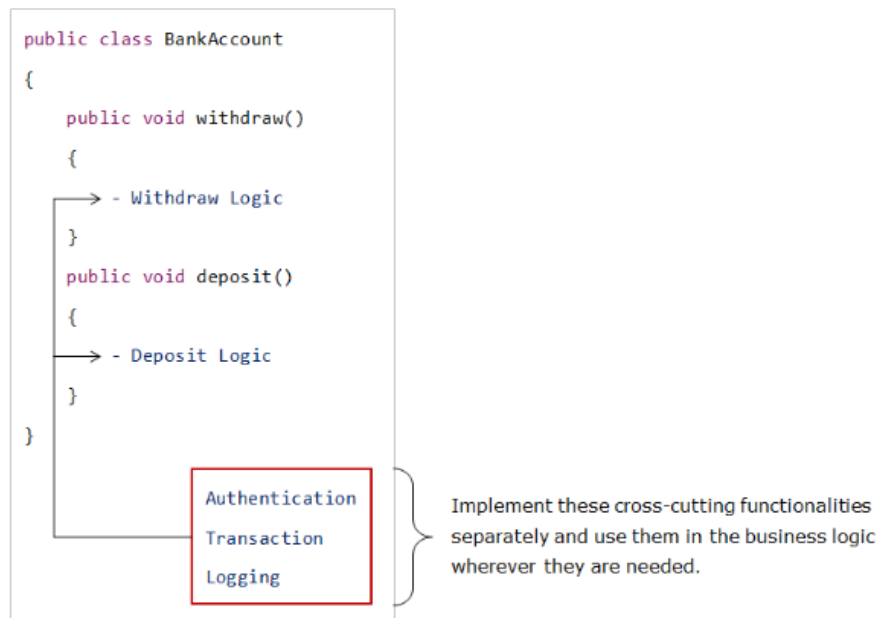 public class BankAccount
{
public void withdraw()
{
- Withdraw Logic
}
public void deposit()
{
- Deposit Logic
}
}
Authentication
Transaction
Logging
Implement these cross-cutting functionalities
separately and use them in the business logic
wherever they are needed.